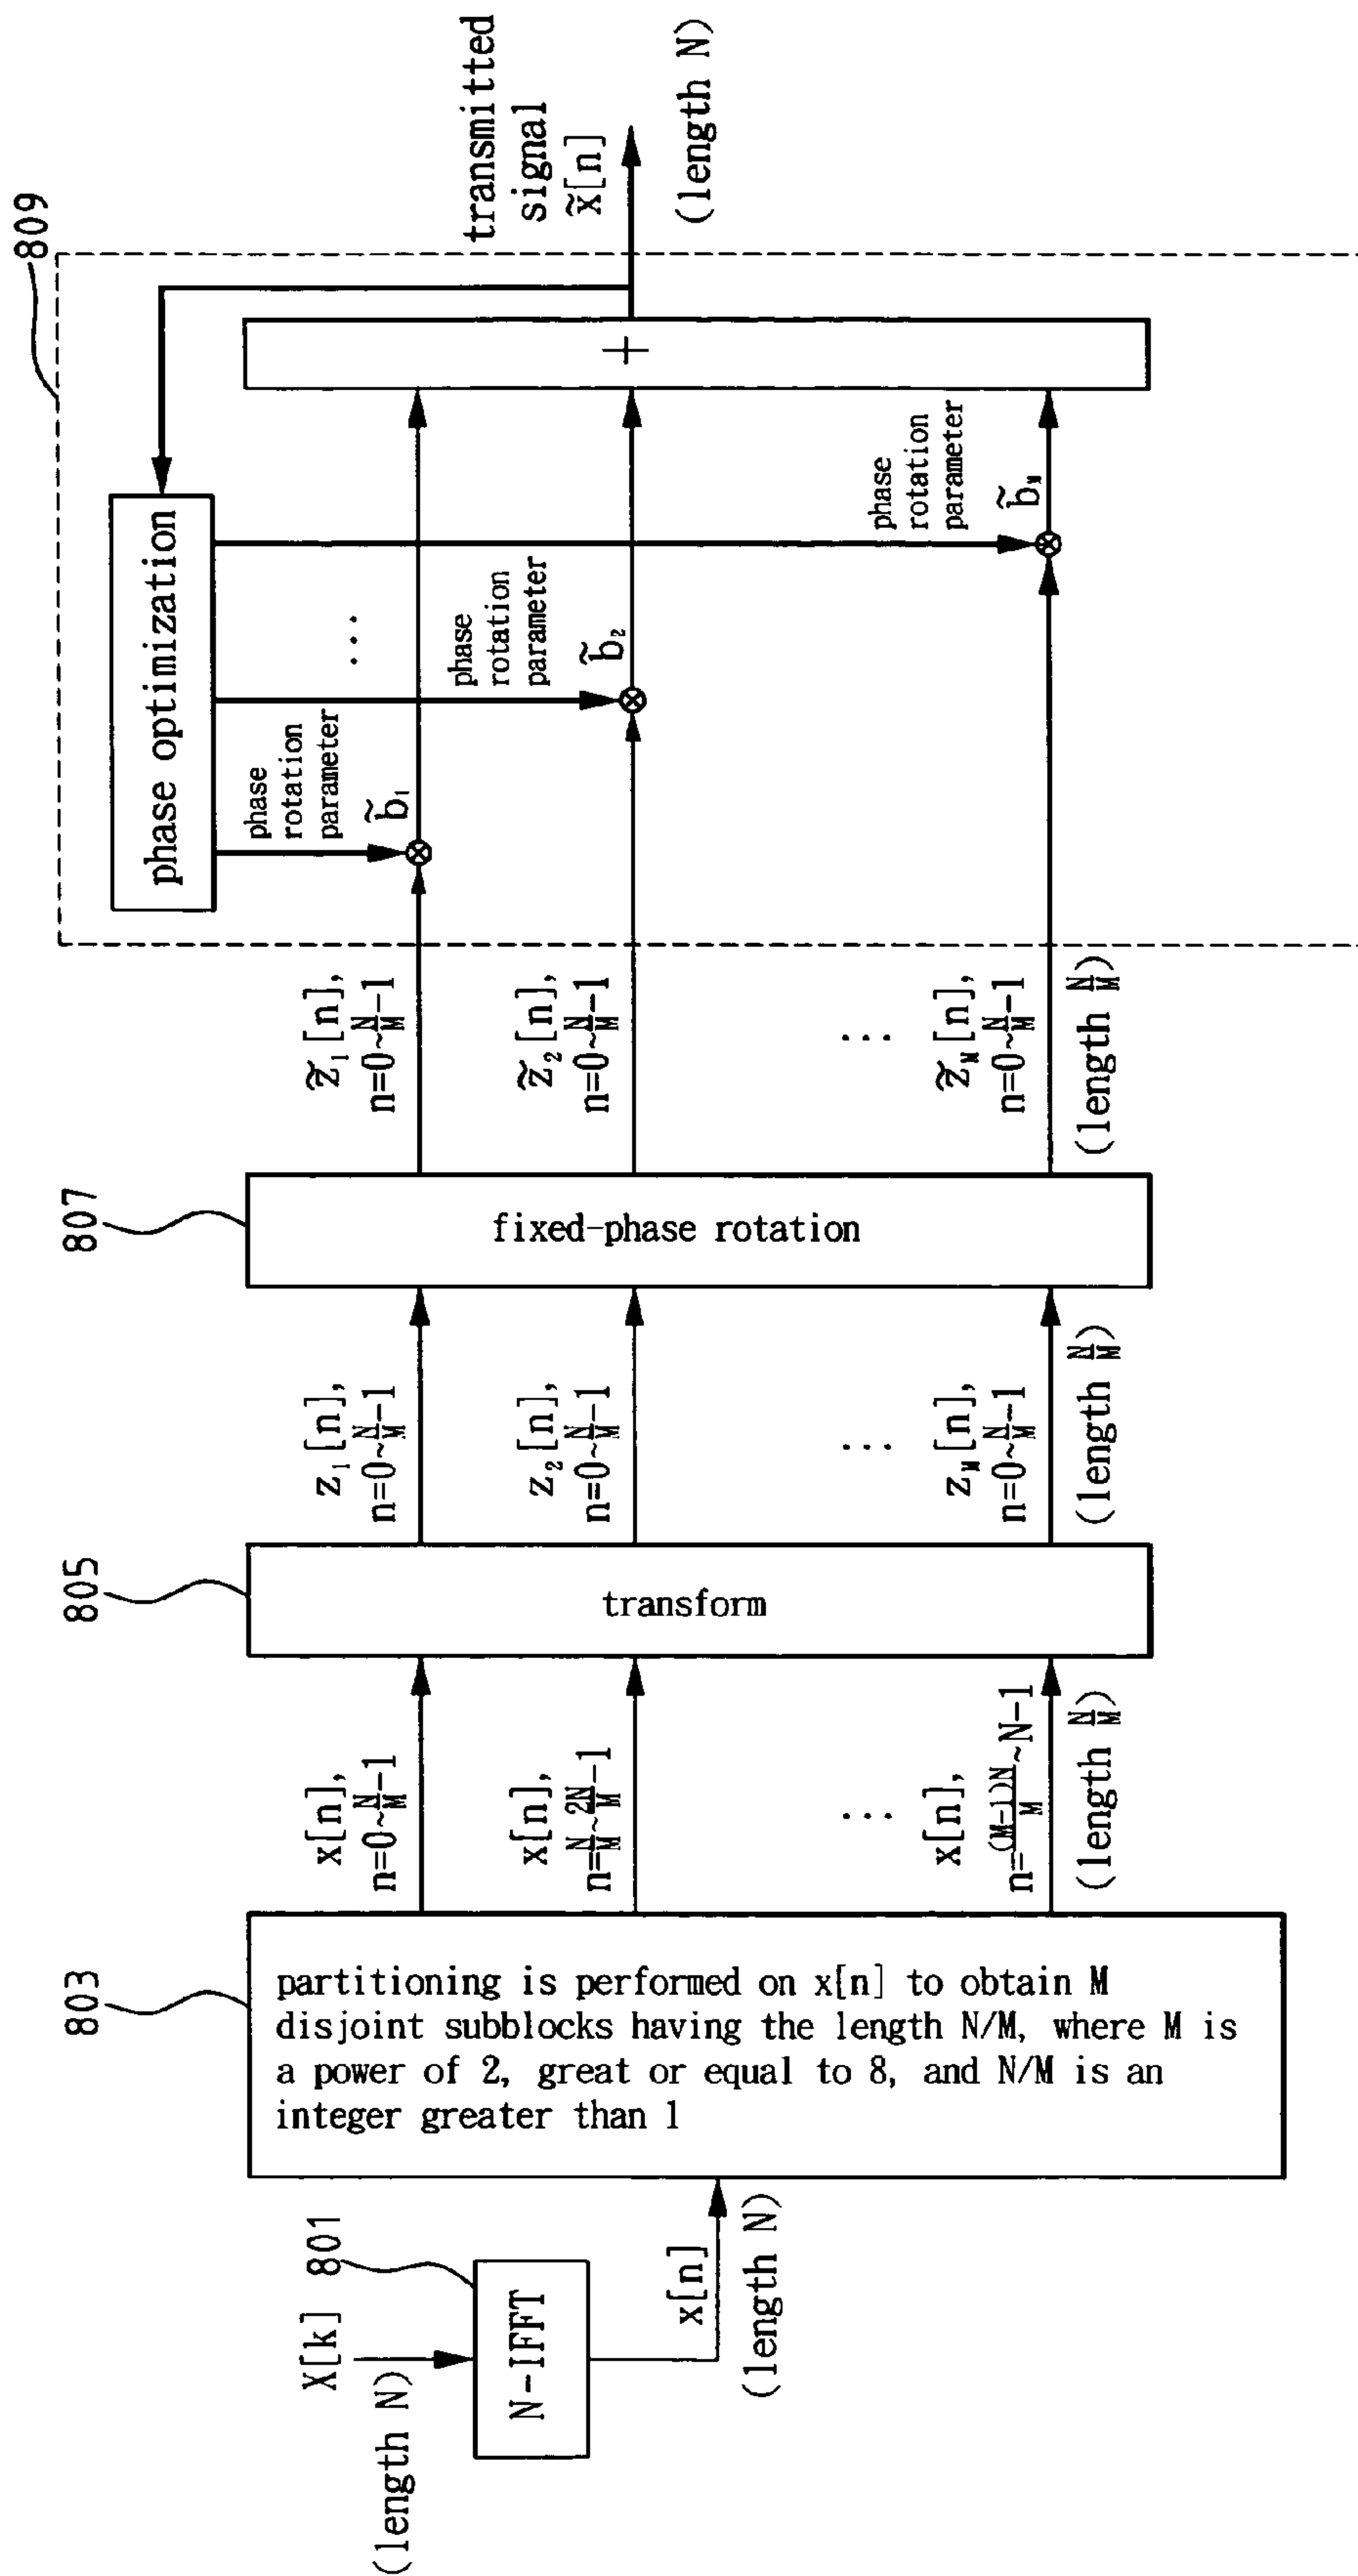 X[k]
(length N)
801
N-IFFT
x[n]
(length N)
803
partitioning is performed on x[n] to obtain M
disjoint subblocks having the length N/M, where M is
a power of 2, great or equal to 8, and N/M is an
integer greater than 1
x[n],
n=0~N/M-1
x[n],
n=N/M~2N/M-1
...
x[n],
n=(M-1)N/M~N-1
(length N/M)
805
transform
z₁[n],
n=0~N/M-1
z₂[n],
n=0~N/M-1
...
z_M[n],
n=0~N/M-1
(length N/M)
807
fixed-phase rotation
z̃₁[n],
n=0~N/M-1
z̃₂[n],
n=0~N/M-1
...
z̃_M[n],
n=0~N/M-1
(length N/M)
809
phase optimization
phase
rotation
parameter
b̃₁
phase
rotation
parameter
b̃₂
...
phase
rotation
parameter
b̃_M
+
transmitted
signal
x̃[n]
(length N)